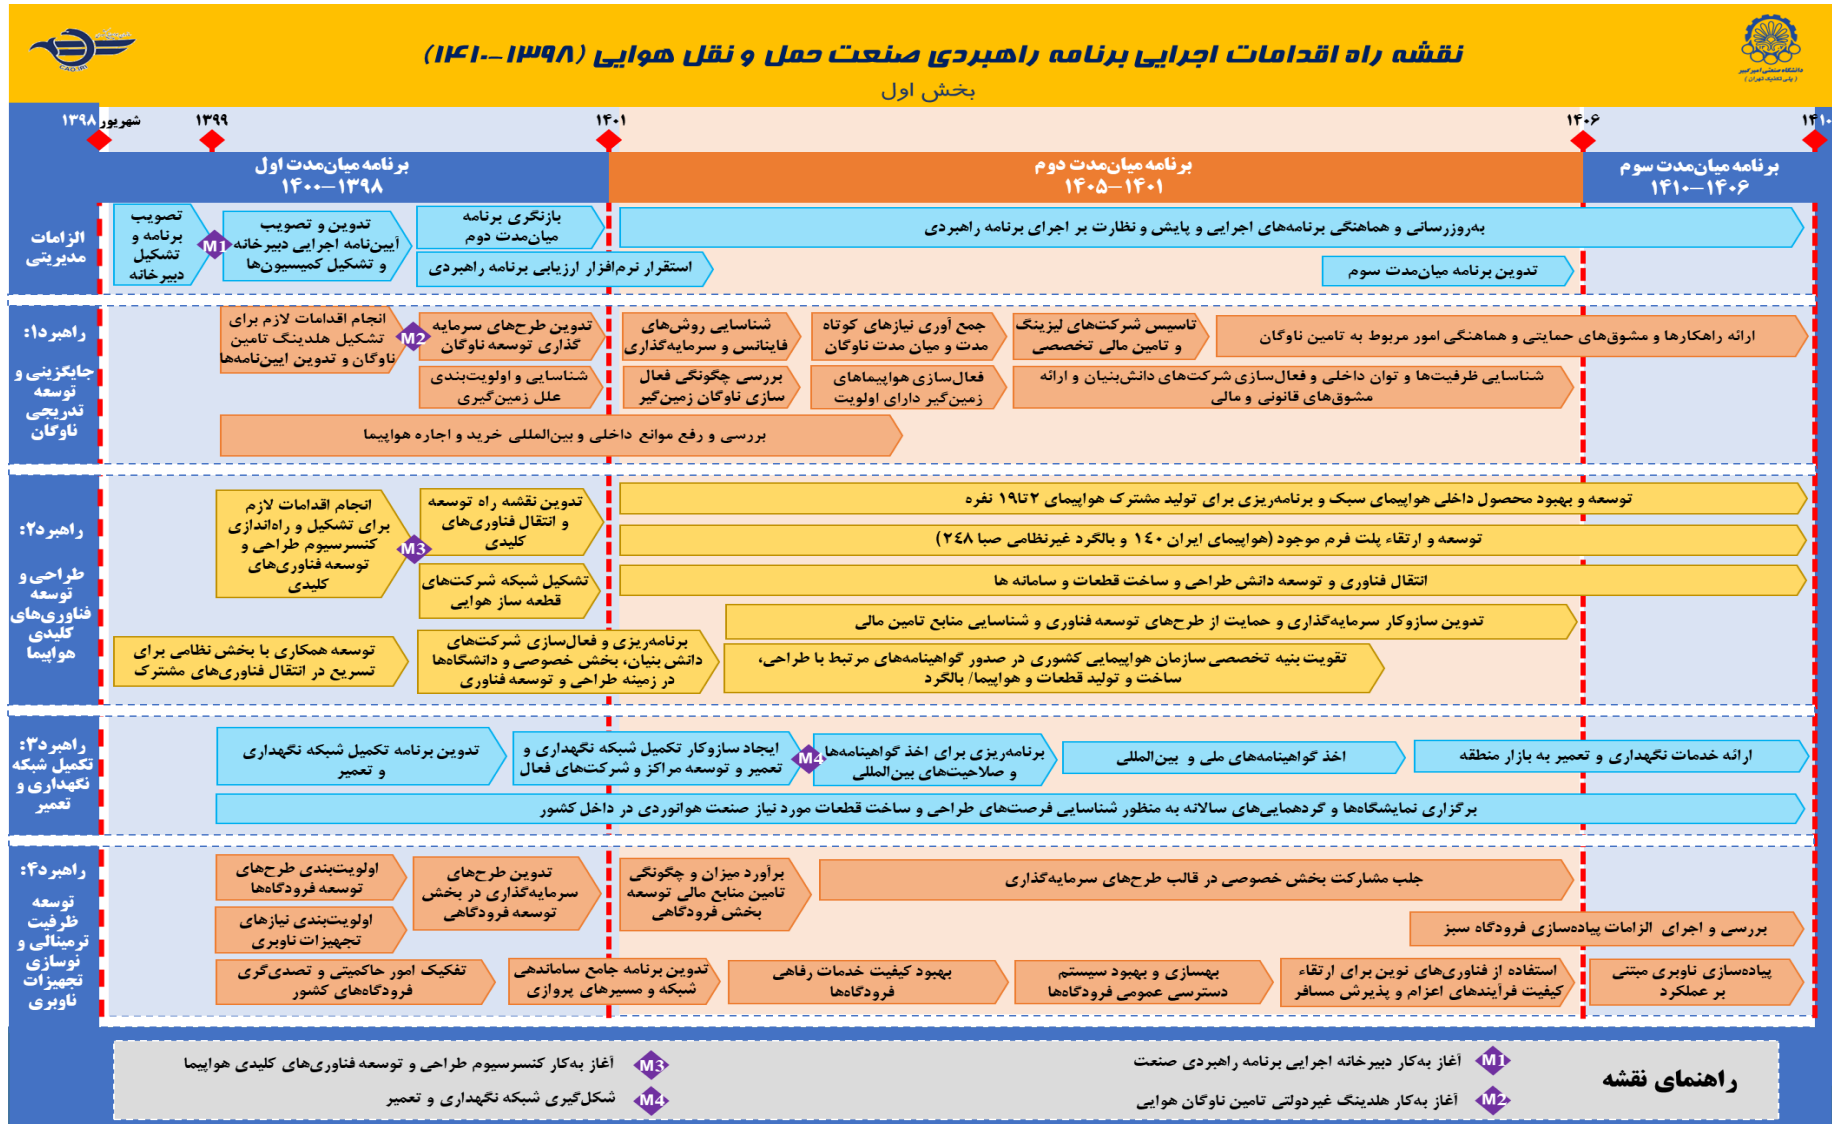 نقشه راه اقدامات اجرایی برنامه راهبردی صنعت حمل و نقل هوایی (۱۳۹۸-۱۴۱۰)
بخش اول
CAO.IRI
دانشگاه صنعتی امیرکبیر
(پلی تکنیک تهران)
شهریور ۱۳۹۸
۱۳۹۹
۱۴۰۱
۱۴۰۶
۱۴۱۰
برنامه میان‌مدت اول
۱۳۹۸–۱۴۰۰
برنامه میان‌مدت دوم
۱۴۰۱–۱۴۰۵
برنامه میان‌مدت سوم
۱۴۰۶–۱۴۱۰
الزامات
مدیریتی
تصویب
برنامه و
تشکیل
دبیرخانه
M1
تدوین و تصویب
آیین‌نامه اجرایی دبیرخانه
و تشکیل کمیسیون‌ها
بازنگری برنامه
میان‌مدت دوم
استقرار نرم‌افزار ارزیابی برنامه راهبردی
به‌روزرسانی و هماهنگی برنامه‌های اجرایی و پایش و نظارت بر اجرای برنامه راهبردی
تدوین برنامه میان‌مدت سوم
راهبرد۱:
جایگزینی و
توسعه
تدریجی
ناوگان
انجام اقدامات لازم برای
تشکیل هلدینگ تامین
ناوگان و تدوین ایین‌نامه‌ها
M2
تدوین طرح‌های سرمایه
گذاری توسعه ناوگان
شناسایی روش‌های
فاینانس و سرمایه‌گذاری
جمع آوری نیازهای کوتاه
مدت و میان مدت ناوگان
تاسیس شرکت‌های لیزینگ
و تامین مالی تخصصی
ارائه راهکارها و مشوق‌های حمایتی و هماهنگی امور مربوط به تامین ناوگان
شناسایی و اولویت‌بندی
علل زمین‌گیری
بررسی چگونگی فعال
سازی ناوگان زمین‌گیر
فعال‌سازی هواپیماهای
زمین‌گیر دارای اولویت
شناسایی ظرفیت‌ها و توان داخلی و فعال‌سازی شرکت‌های دانش‌بنیان و ارائه
مشوق‌های قانونی و مالی
بررسی و رفع موانع داخلی و بین‌المللی خرید و اجاره هواپیما
راهبرد۲:
طراحی و
توسعه
فناوری‌های
کلیدی
هواپیما
انجام اقدامات لازم
برای تشکیل و راه‌اندازی
کنسرسیوم طراحی و
توسعه فناوری‌های
کلیدی
M3
تدوین نقشه راه توسعه
و انتقال فناوری‌های
کلیدی
تشکیل شبکه شرکت‌های
قطعه ساز هوایی
توسعه و بهبود محصول داخلی هواپیمای سبک و برنامه‌ریزی برای تولید مشترک هواپیمای ۲تا۱۹ نفره
توسعه و ارتقاء پلت فرم موجود (هواپیمای ایران ۱۴۰ و بالگرد غیرنظامی صبا ۲٤۸)
انتقال فناوری و توسعه دانش طراحی و ساخت قطعات و سامانه ها
تدوین سازوکار سرمایه‌گذاری و حمایت از طرح‌های توسعه فناوری و شناسایی منابع تامین مالی
توسعه همکاری با بخش نظامی برای
تسریع در انتقال فناوری‌های مشترک
برنامه‌ریزی و فعال‌سازی شرکت‌های
دانش بنیان، بخش خصوصی و دانشگاه‌ها
در زمینه طراحی و توسعه فناوری
تقویت بنیه تخصصی سازمان هواپیمایی کشوری در صدور گواهینامه‌های مرتبط با طراحی،
ساخت و تولید قطعات و هواپیما/ بالگرد
راهبرد۳:
تکمیل شبکه
نگهداری و
تعمیر
تدوین برنامه تکمیل شبکه نگهداری
و تعمیر
ایجاد سازوکار تکمیل شبکه نگهداری و
تعمیر و توسعه مراکز و شرکت‌های فعال
M4
برنامه‌ریزی برای اخذ گواهینامه‌ها
و صلاحیت‌های بین‌المللی
اخذ گواهینامه‌های ملی و بین‌المللی
ارائه خدمات نگهداری و تعمیر به بازار منطقه
برگزاری نمایشگاه‌ها و گردهمایی‌های سالانه به منظور شناسایی فرصت‌های طراحی و ساخت قطعات مورد نیاز صنعت هوانوردی در داخل کشور
راهبرد۴:
توسعه
ظرفیت
ترمینالی و
نوسازی
تجهیزات
ناوبری
اولویت‌بندی طرح‌های
توسعه فرودگاه‌ها
اولویت‌بندی نیازهای
تجهیزات ناوبری
تدوین طرح‌های
سرمایه‌گذاری در بخش
توسعه فرودگاهی
برآورد میزان و چگونگی
تامین منابع مالی توسعه
بخش فرودگاهی
جلب مشارکت بخش خصوصی در قالب طرح‌های سرمایه‌گذاری
بررسی و اجرای الزامات پیاده‌سازی فرودگاه سبز
تفکیک امور حاکمیتی و تصدی‌گری
فرودگاه‌های کشور
تدوین برنامه جامع ساماندهی
شبکه و مسیرهای پروازی
بهبود کیفیت خدمات رفاهی
فرودگاه‌ها
بهسازی و بهبود سیستم
دسترسی عمومی فرودگاه‌ها
استفاده از فناوری‌های نوین برای ارتقاء
کیفیت فرآیندهای اعزام و پذیرش مسافر
پیاده‌سازی ناوبری مبتنی
بر عملکرد
راهنمای نقشه
M1 آغاز به‌کار دبیرخانه اجرایی برنامه راهبردی صنعت
M2 آغاز به‌کار هلدینگ غیردولتی تامین ناوگان هوایی
M3 آغاز به‌کار کنسرسیوم طراحی و توسعه فناوری‌های کلیدی هواپیما
M4 شکل‌گیری شبکه نگهداری و تعمیر